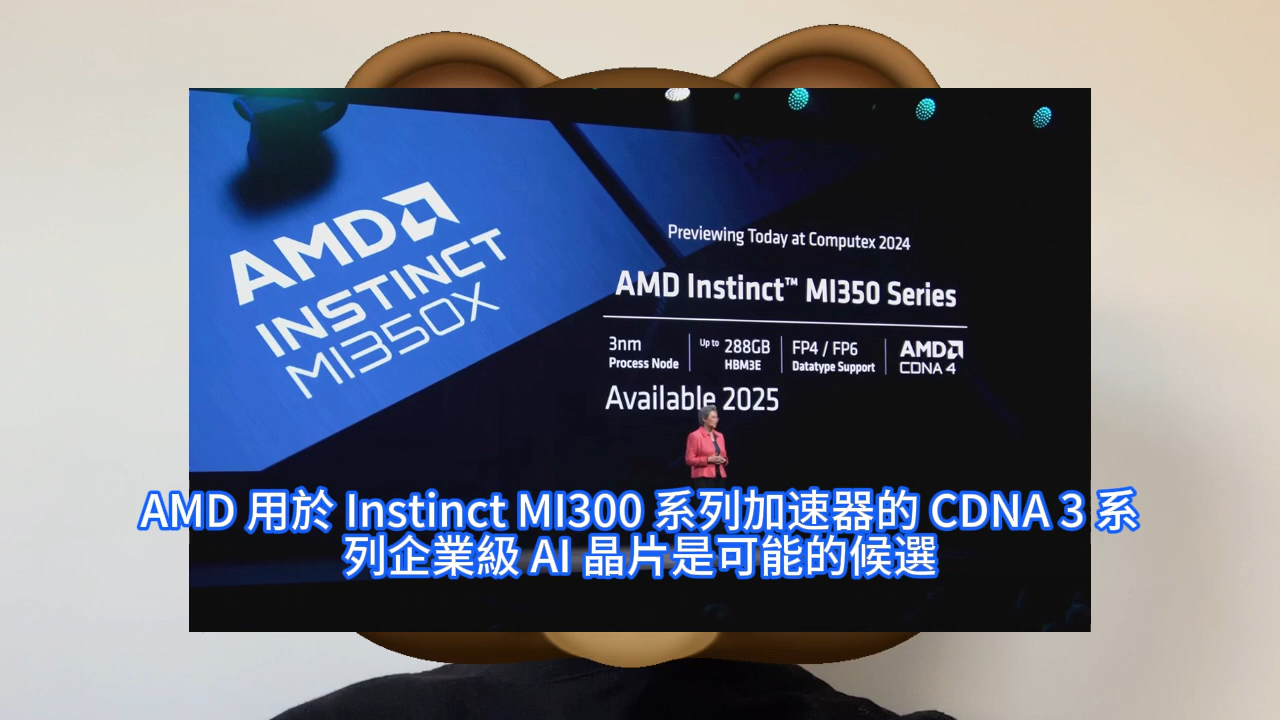 AMD
INSTINCT
MI350X
Previewing Today at Computex 2024
AMD Instinct™ MI350 Series
3nm
Process Node
Up to 288GB
HBM3E
FP4 / FP6
Datatype Support
AMD
CDNA 4
Available 2025
AMD 用於 Instinct MI300 系列加速器的 CDNA 3 系
列企業級 AI 晶片是可能的候選